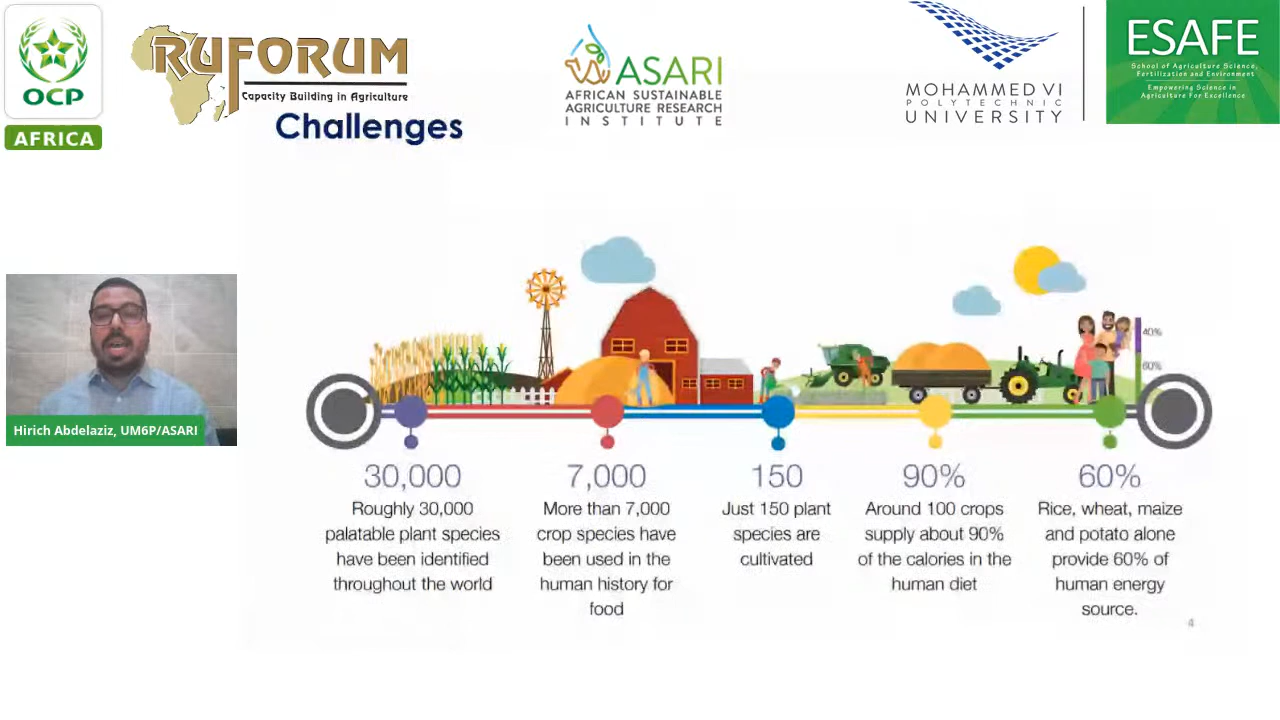 OCP
AFRICA
RUFORUM
Capacity Building in Agriculture
Challenges
ASARI
AFRICAN SUSTAINABLE
AGRICULTURE RESEARCH
INSTITUTE
MOHAMMED VI
POLYTECHNIC
UNIVERSITY
ESAFE
School of Agriculture Science,
Fertilization and Environment
Empowering Science in
Agriculture For Excellence
Hirich Abdelaziz, UM6P/ASARI
40%
60%
30,000
Roughly 30,000
palatable plant species
have been identified
throughout the world
7,000
More than 7,000
crop species have
been used in the
human history for
food
150
Just 150 plant
species are
cultivated
90%
Around 100 crops
supply about 90%
of the calories in the
human diet
60%
Rice, wheat, maize
and potato alone
provide 60% of
human energy
source.
4